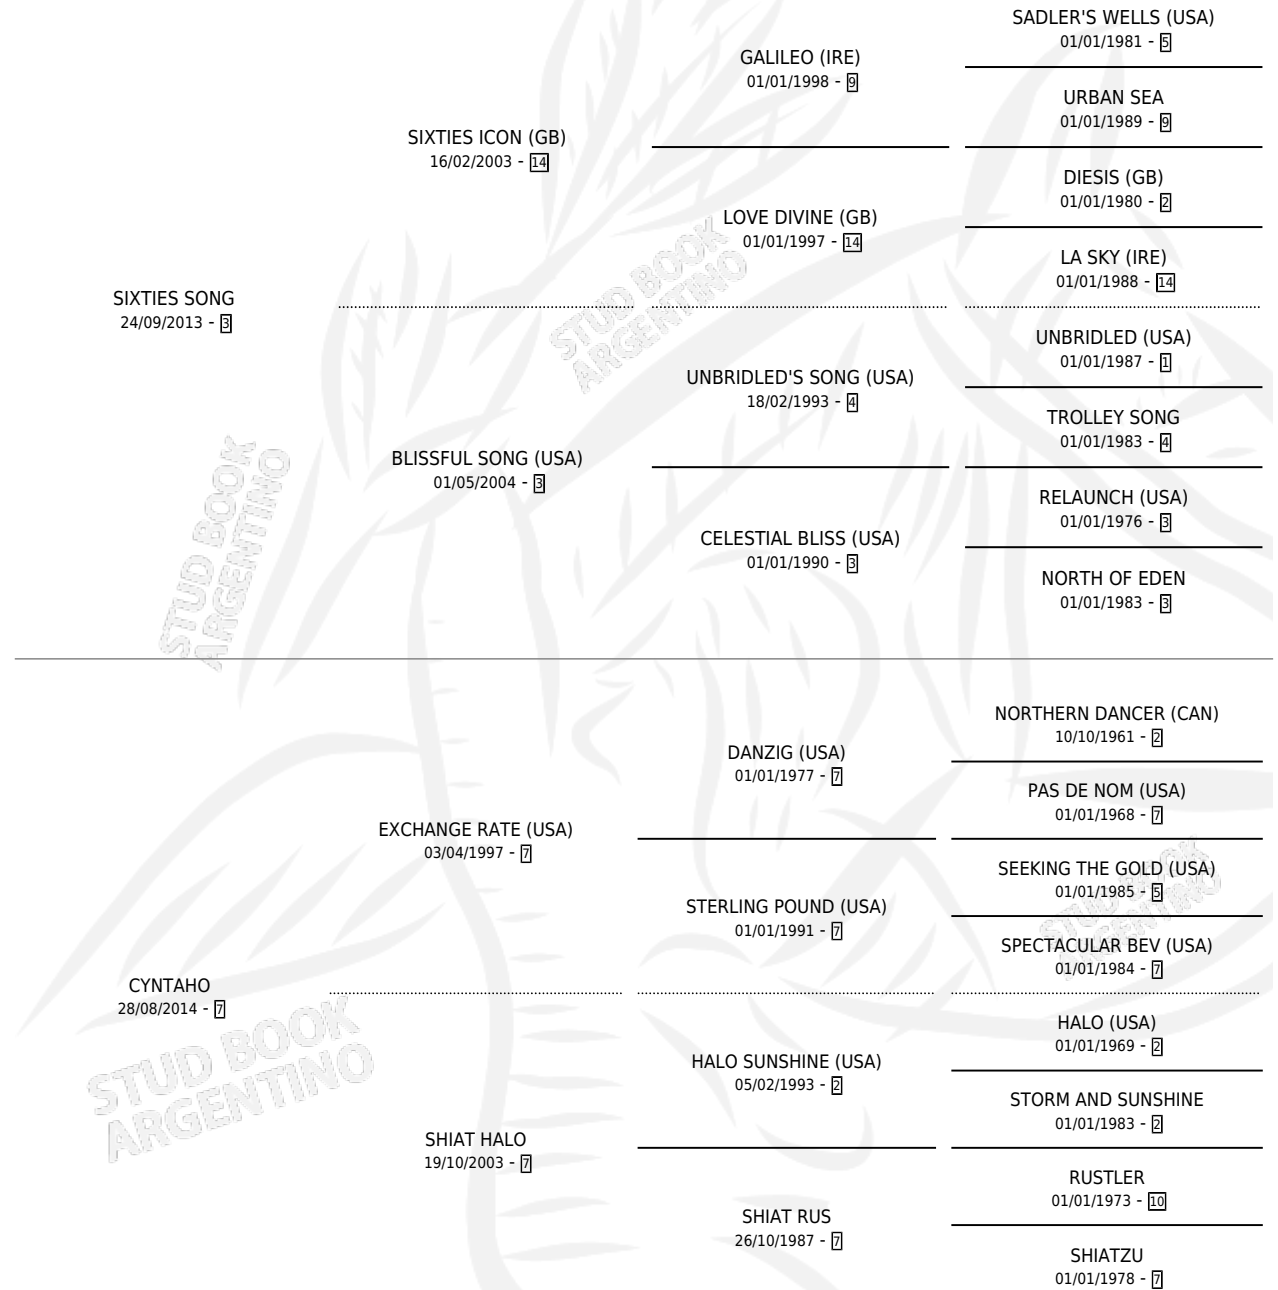 SADLER'S WELLS (USA)
01/01/1981 - 5
GALILEO (IRE)
01/01/1998 - 9
URBAN SEA
01/01/1989 - 9
SIXTIES ICON (GB)
16/02/2003 - 14
DIESIS (GB)
01/01/1980 - 2
LOVE DIVINE (GB)
01/01/1997 - 14
LA SKY (IRE)
01/01/1988 - 14
SIXTIES SONG
24/09/2013 - 3
STUD BOOK
ARGENTINO
UNBRIDLED (USA)
01/01/1987 - 1
UNBRIDLED'S SONG (USA)
18/02/1993 - 4
TROLLEY SONG
01/01/1983 - 4
BLISSFUL SONG (USA)
01/05/2004 - 3
RELAUNCH (USA)
01/01/1976 - 3
CELESTIAL BLISS (USA)
01/01/1990 - 3
NORTH OF EDEN
01/01/1983 - 3
STUD BOOK
ARGENTINO
NORTHERN DANCER (CAN)
10/10/1961 - 2
DANZIG (USA)
01/01/1977 - 7
PAS DE NOM (USA)
01/01/1968 - 7
EXCHANGE RATE (USA)
03/04/1997 - 7
SEEKING THE GOLD (USA)
01/01/1985 - 5
STERLING POUND (USA)
01/01/1991 - 7
STUD BOOK
ARGENTINO
SPECTACULAR BEV (USA)
01/01/1984 - 7
CYNTAHO
28/08/2014 - 7
HALO (USA)
01/01/1969 - 2
HALO SUNSHINE (USA)
05/02/1993 - 2
STUD BOOK
ARGENTINO
STORM AND SUNSHINE
01/01/1983 - 2
SHIAT HALO
19/10/2003 - 7
RUSTLER
01/01/1973 - 10
SHIAT RUS
26/10/1987 - 7
SHIATZU
01/01/1978 - 7